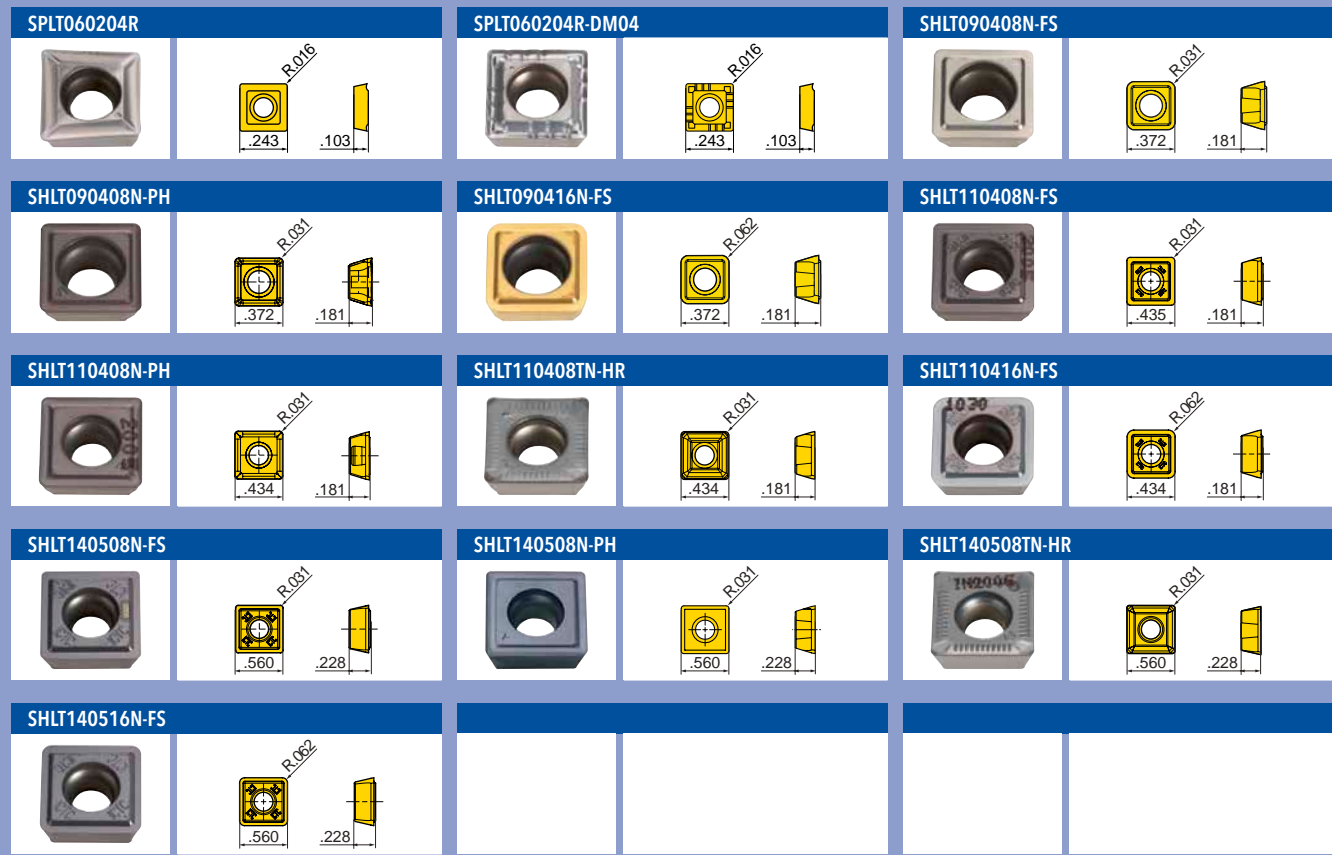 SPLT060204R
R.016
.243
.103
SPLT060204R-DM04
R.016
.243
.103
SHLT090408N-FS
R.031
.372
.181
SHLT090408N-PH
R.031
.372
.181
SHLT090416N-FS
R.062
.372
.181
SHLT110408N-FS
R.031
.435
.181
SHLT110408N-PH
R.031
.434
.181
SHLT110408TN-HR
R.031
.434
.181
SHLT110416N-FS
1030
R.062
.434
.181
SHLT140508N-FS
R.031
.560
.228
SHLT140508N-PH
R.031
.560
.228
SHLT140508TN-HR
R.031
.560
.228
SHLT140516N-FS
R.062
.560
.228